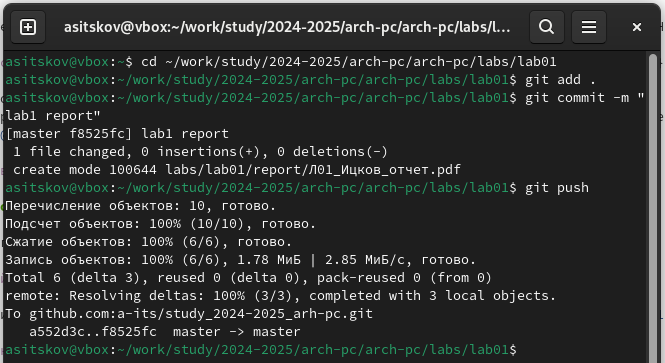 asitskov@vbox:~/work/study/2024-2025/arch-pc/arch-pc/labs/l...
asitskov@vbox:~$ cd ~/work/study/2024-2025/arch-pc/arch-pc/labs/lab01
asitskov@vbox:~/work/study/2024-2025/arch-pc/arch-pc/labs/lab01$ git add .
asitskov@vbox:~/work/study/2024-2025/arch-pc/arch-pc/labs/lab01$ git commit -m "
lab1 report"
[master f8525fc] lab1 report
1 file changed, 0 insertions(+), 0 deletions(-)
create mode 100644 labs/lab01/report/Л01_Ицков_отчет.pdf
asitskov@vbox:~/work/study/2024-2025/arch-pc/arch-pc/labs/lab01$ git push
Перечисление объектов: 10, готово.
Подсчет объектов: 100% (10/10), готово.
Сжатие объектов: 100% (6/6), готово.
Запись объектов: 100% (6/6), 1.78 МиБ | 2.85 МиБ/с, готово.
Total 6 (delta 3), reused 0 (delta 0), pack-reused 0 (from 0)
remote: Resolving deltas: 100% (3/3), completed with 3 local objects.
To github.com:a-its/study_2024-2025_arh-pc.git
a552d3c..f8525fc  master -> master
asitskov@vbox:~/work/study/2024-2025/arch-pc/arch-pc/labs/lab01$